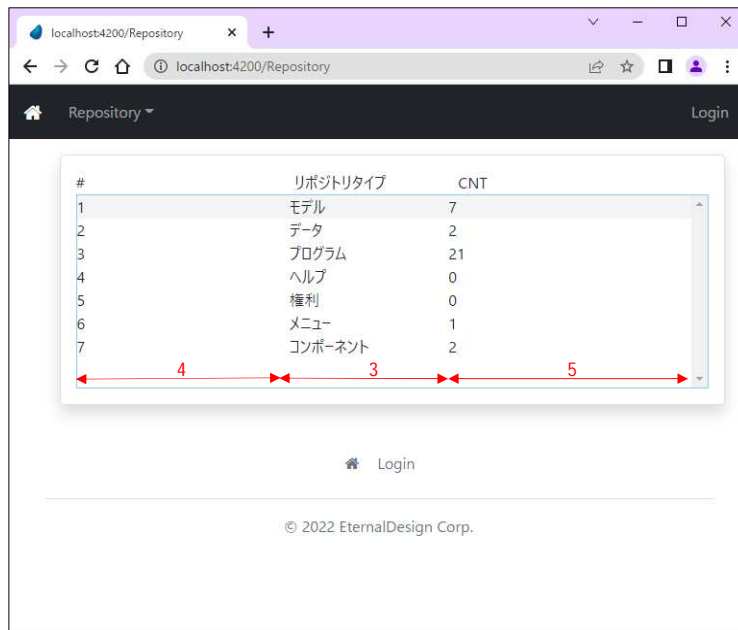 localhost:4200/Repository
localhost:4200/Repository
Repository Login
# リポジトリタイプ CNT
1 モデル 7
2 データ 2
3 プログラム 21
4 ヘルプ 0
5 権利 0
6 メニュー 1
7 コンポーネント 2
4 3 5
Login
© 2022 EternalDesign Corp.